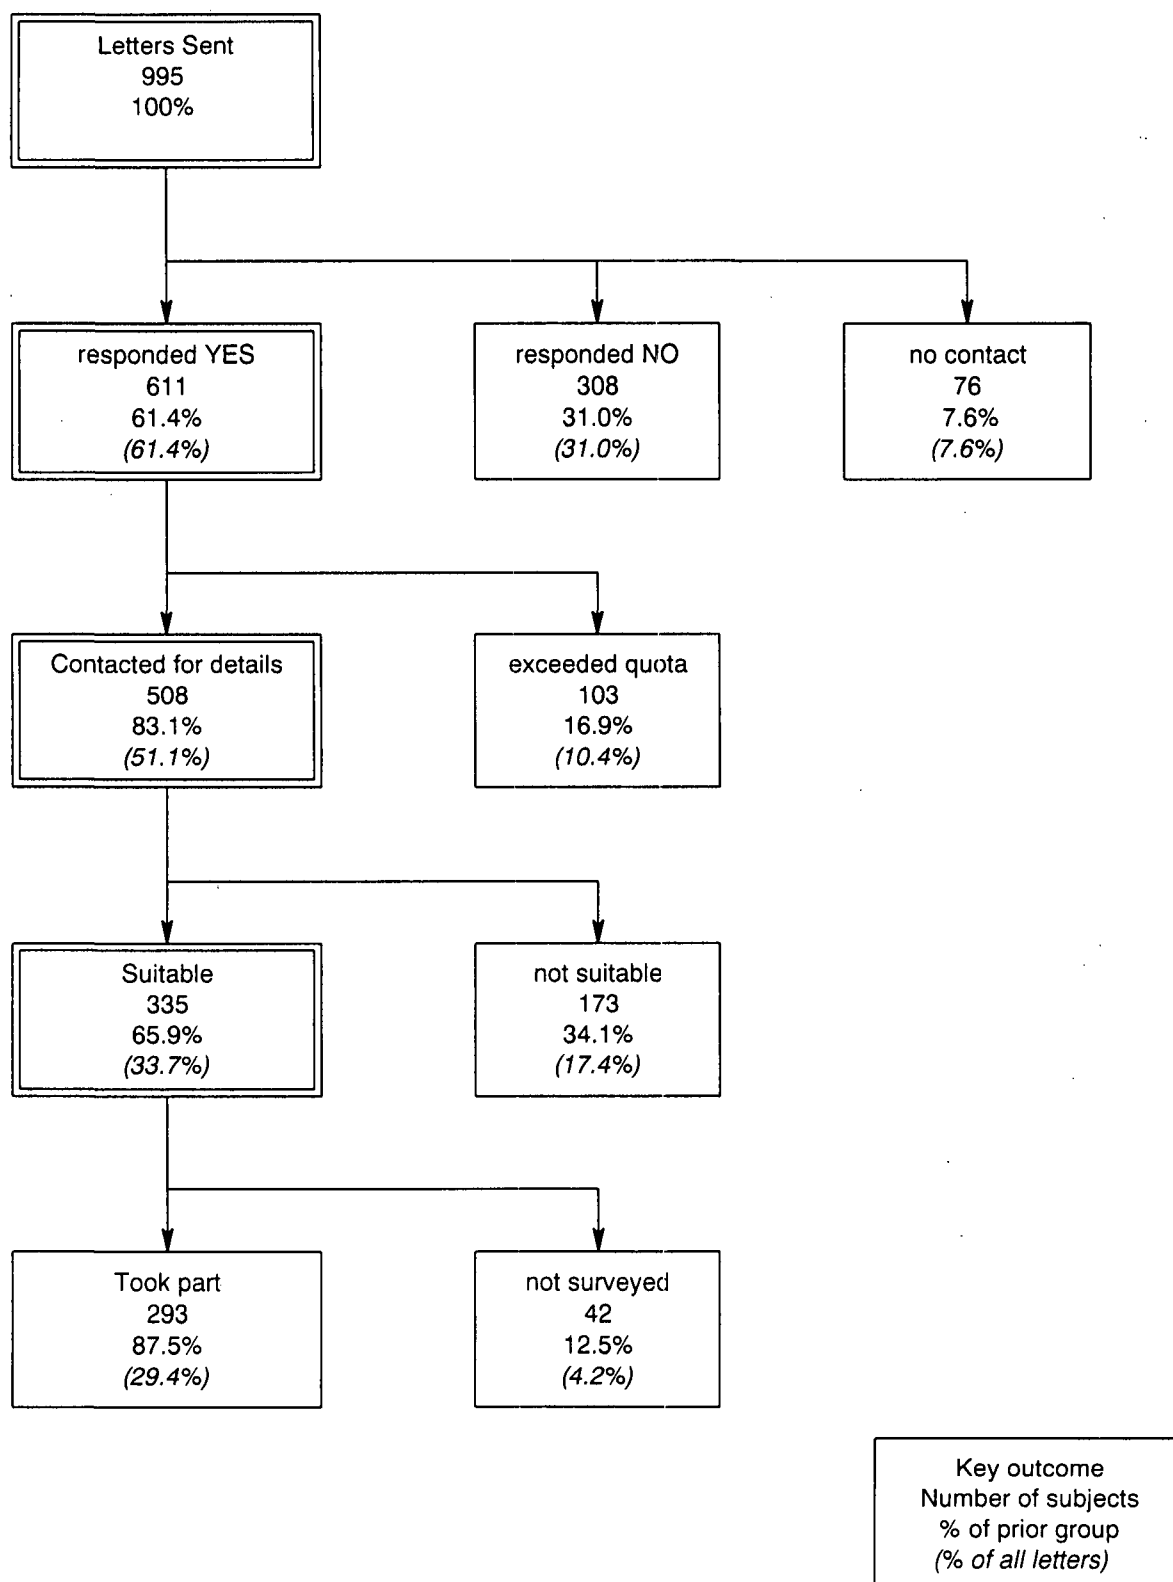 Letters Sent
995
100%
responded YES
611
61.4%
(61.4%)
responded NO
308
31.0%
(31.0%)
no contact
76
7.6%
(7.6%)
Contacted for details
508
83.1%
(51.1%)
exceeded quota
103
16.9%
(10.4%)
Suitable
335
65.9%
(33.7%)
not suitable
173
34.1%
(17.4%)
Took part
293
87.5%
(29.4%)
not surveyed
42
12.5%
(4.2%)
Key outcome
Number of subjects
% of prior group
(% of all letters)